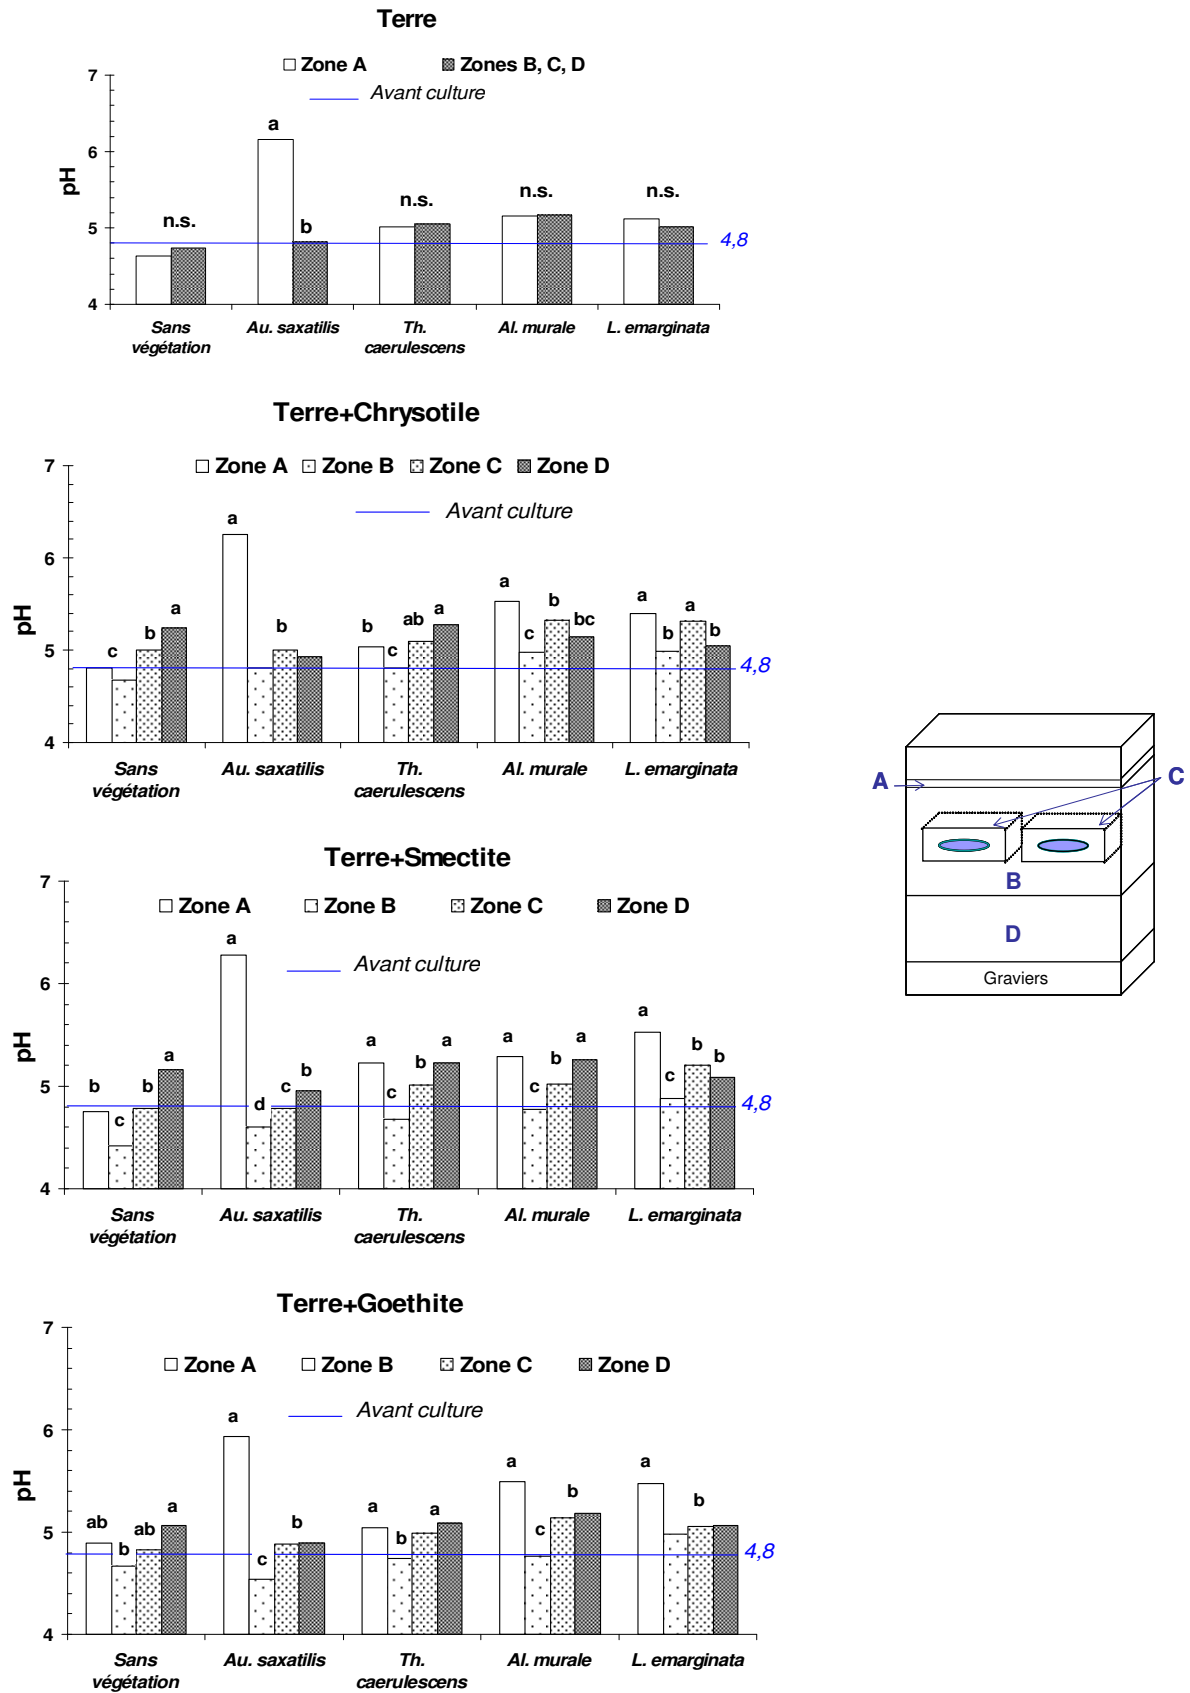 Terre
Zone A Zones B, C, D
Avant culture
pH
7
6
5
4
a
b
n.s.
n.s.
n.s.
n.s.
4,8
Sans végétation
Au. saxatilis
Th. caerulescens
Al. murale
L. emarginata
Terre+Chrysotile
Zone A Zone B Zone C Zone D
Avant culture
pH
7
6
5
4
c b a
a b
b c ab a
a c b bc
a b a b
4,8
Sans végétation
Au. saxatilis
Th. caerulescens
Al. murale
L. emarginata
A
C
B
D
Graviers
Terre+Smectite
Zone A Zone B Zone C Zone D
Avant culture
pH
7
6
5
4
b c b a
a d c b
a c b a
a c b a
a c b b
4,8
Sans végétation
Au. saxatilis
Th. caerulescens
Al. murale
L. emarginata
Terre+Goethite
Zone A Zone B Zone C Zone D
Avant culture
pH
7
6
5
4
ab b ab a
a c b
a b a
a c b
a b
4,8
Sans végétation
Au. saxatilis
Th. caerulescens
Al. murale
L. emarginata